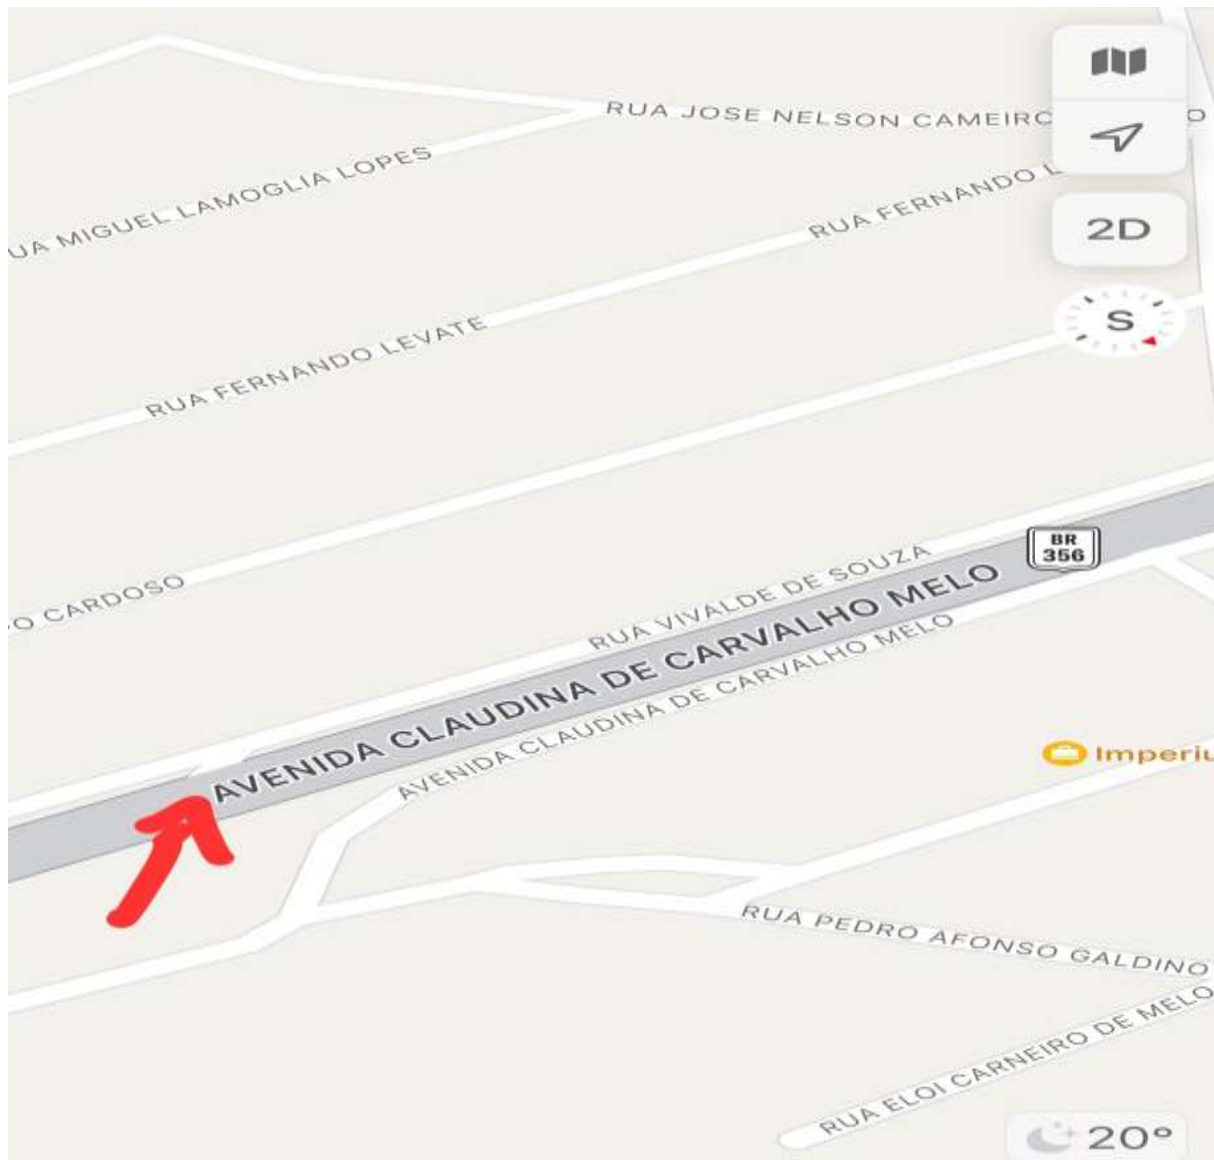 RUA JOSE NELSON CAMEIRO
RUA MIGUEL LAMOGLIA LOPES
RUA FERNANDO L
2D
S
RUA FERNANDO LEVATE
BR
356
O CARDOSO
RUA VIVALDE DE SOUZA
AVENIDA CLAUDINA DE CARVALHO MELO
AVENIDA CLAUDINA DE CARVALHO MELO
Imperiu
RUA PEDRO AFONSO GALDINO
RUA ELOI CARNEIRO DE MELO
20°